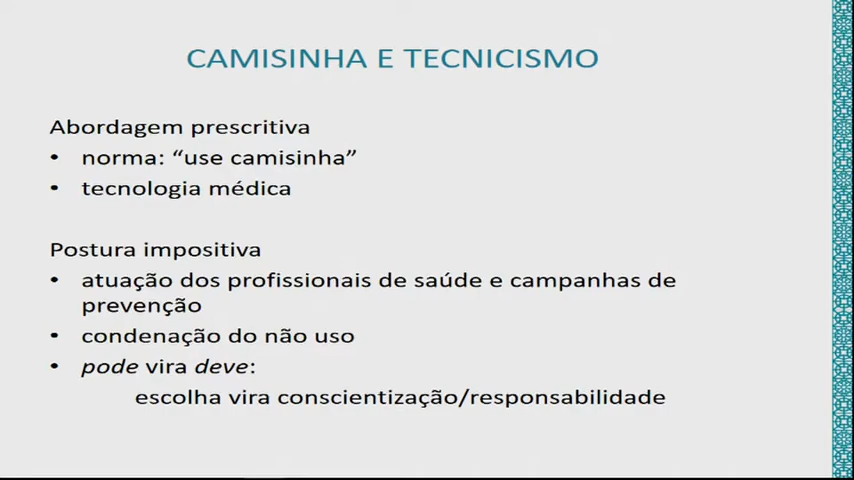 CAMISINHA E TECNICISMO
Abordagem prescritiva
• norma: “use camisinha”
• tecnologia médica
Postura impositiva
• atuação dos profissionais de saúde e campanhas de
prevenção
• condenação do não uso
• pode vira deve:
escolha vira conscientização/responsabilidade